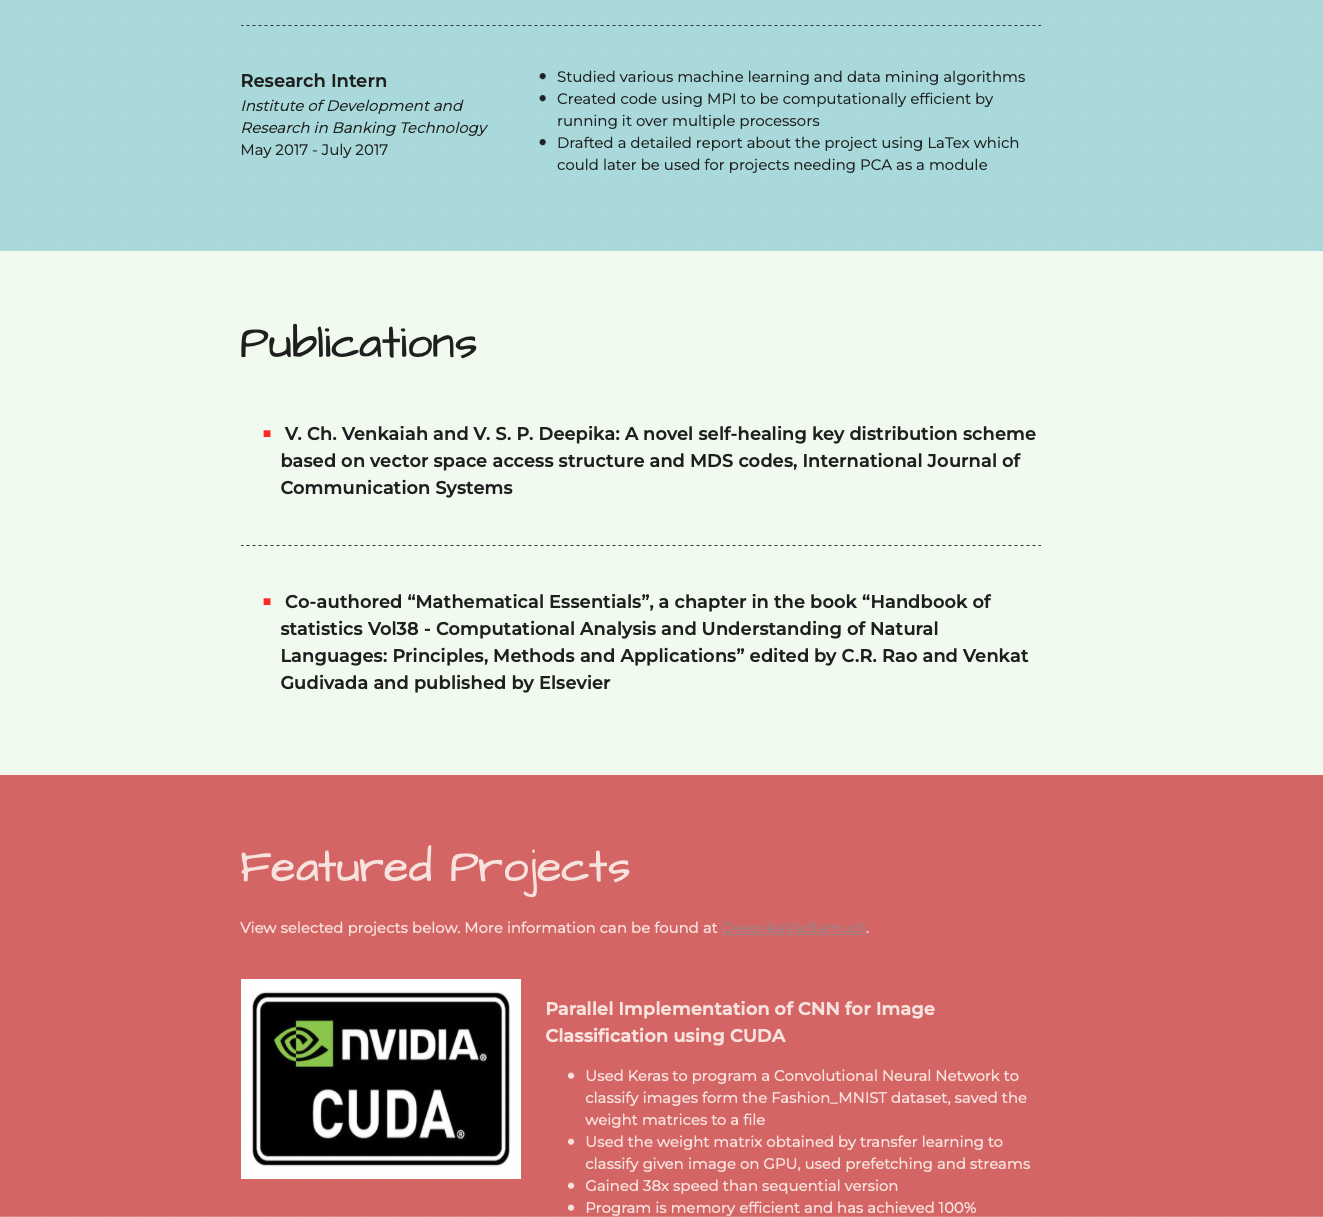 Research Intern
Institute of Development and
Research in Banking Technology
May 2017 - July 2017
Studied various machine learning and data mining algorithms
Created code using MPI to be computationally efficient by
running it over multiple processors
Drafted a detailed report about the project using LaTex which
could later be used for projects needing PCA as a module
Publications
V. Ch. Venkaiah and V. S. P. Deepika: A novel self-healing key distribution scheme
based on vector space access structure and MDS codes, International Journal of
Communication Systems
Co-authored “Mathematical Essentials”, a chapter in the book “Handbook of
statistics Vol38 - Computational Analysis and Understanding of Natural
Languages: Principles, Methods and Applications” edited by C.R. Rao and Venkat
Gudivada and published by Elsevier
Featured Projects
View selected projects below. More information can be found at
NVIDIA.
CUDA.
Parallel Implementation of CNN for Image
Classification using CUDA
Used Keras to program a Convolutional Neural Network to
classify images form the Fashion_MNIST dataset, saved the
weight matrices to a file
Used the weight matrix obtained by transfer learning to
classify given image on GPU, used prefetching and streams
Gained 38x speed than sequential version
Program is memory efficient and has achieved 100%